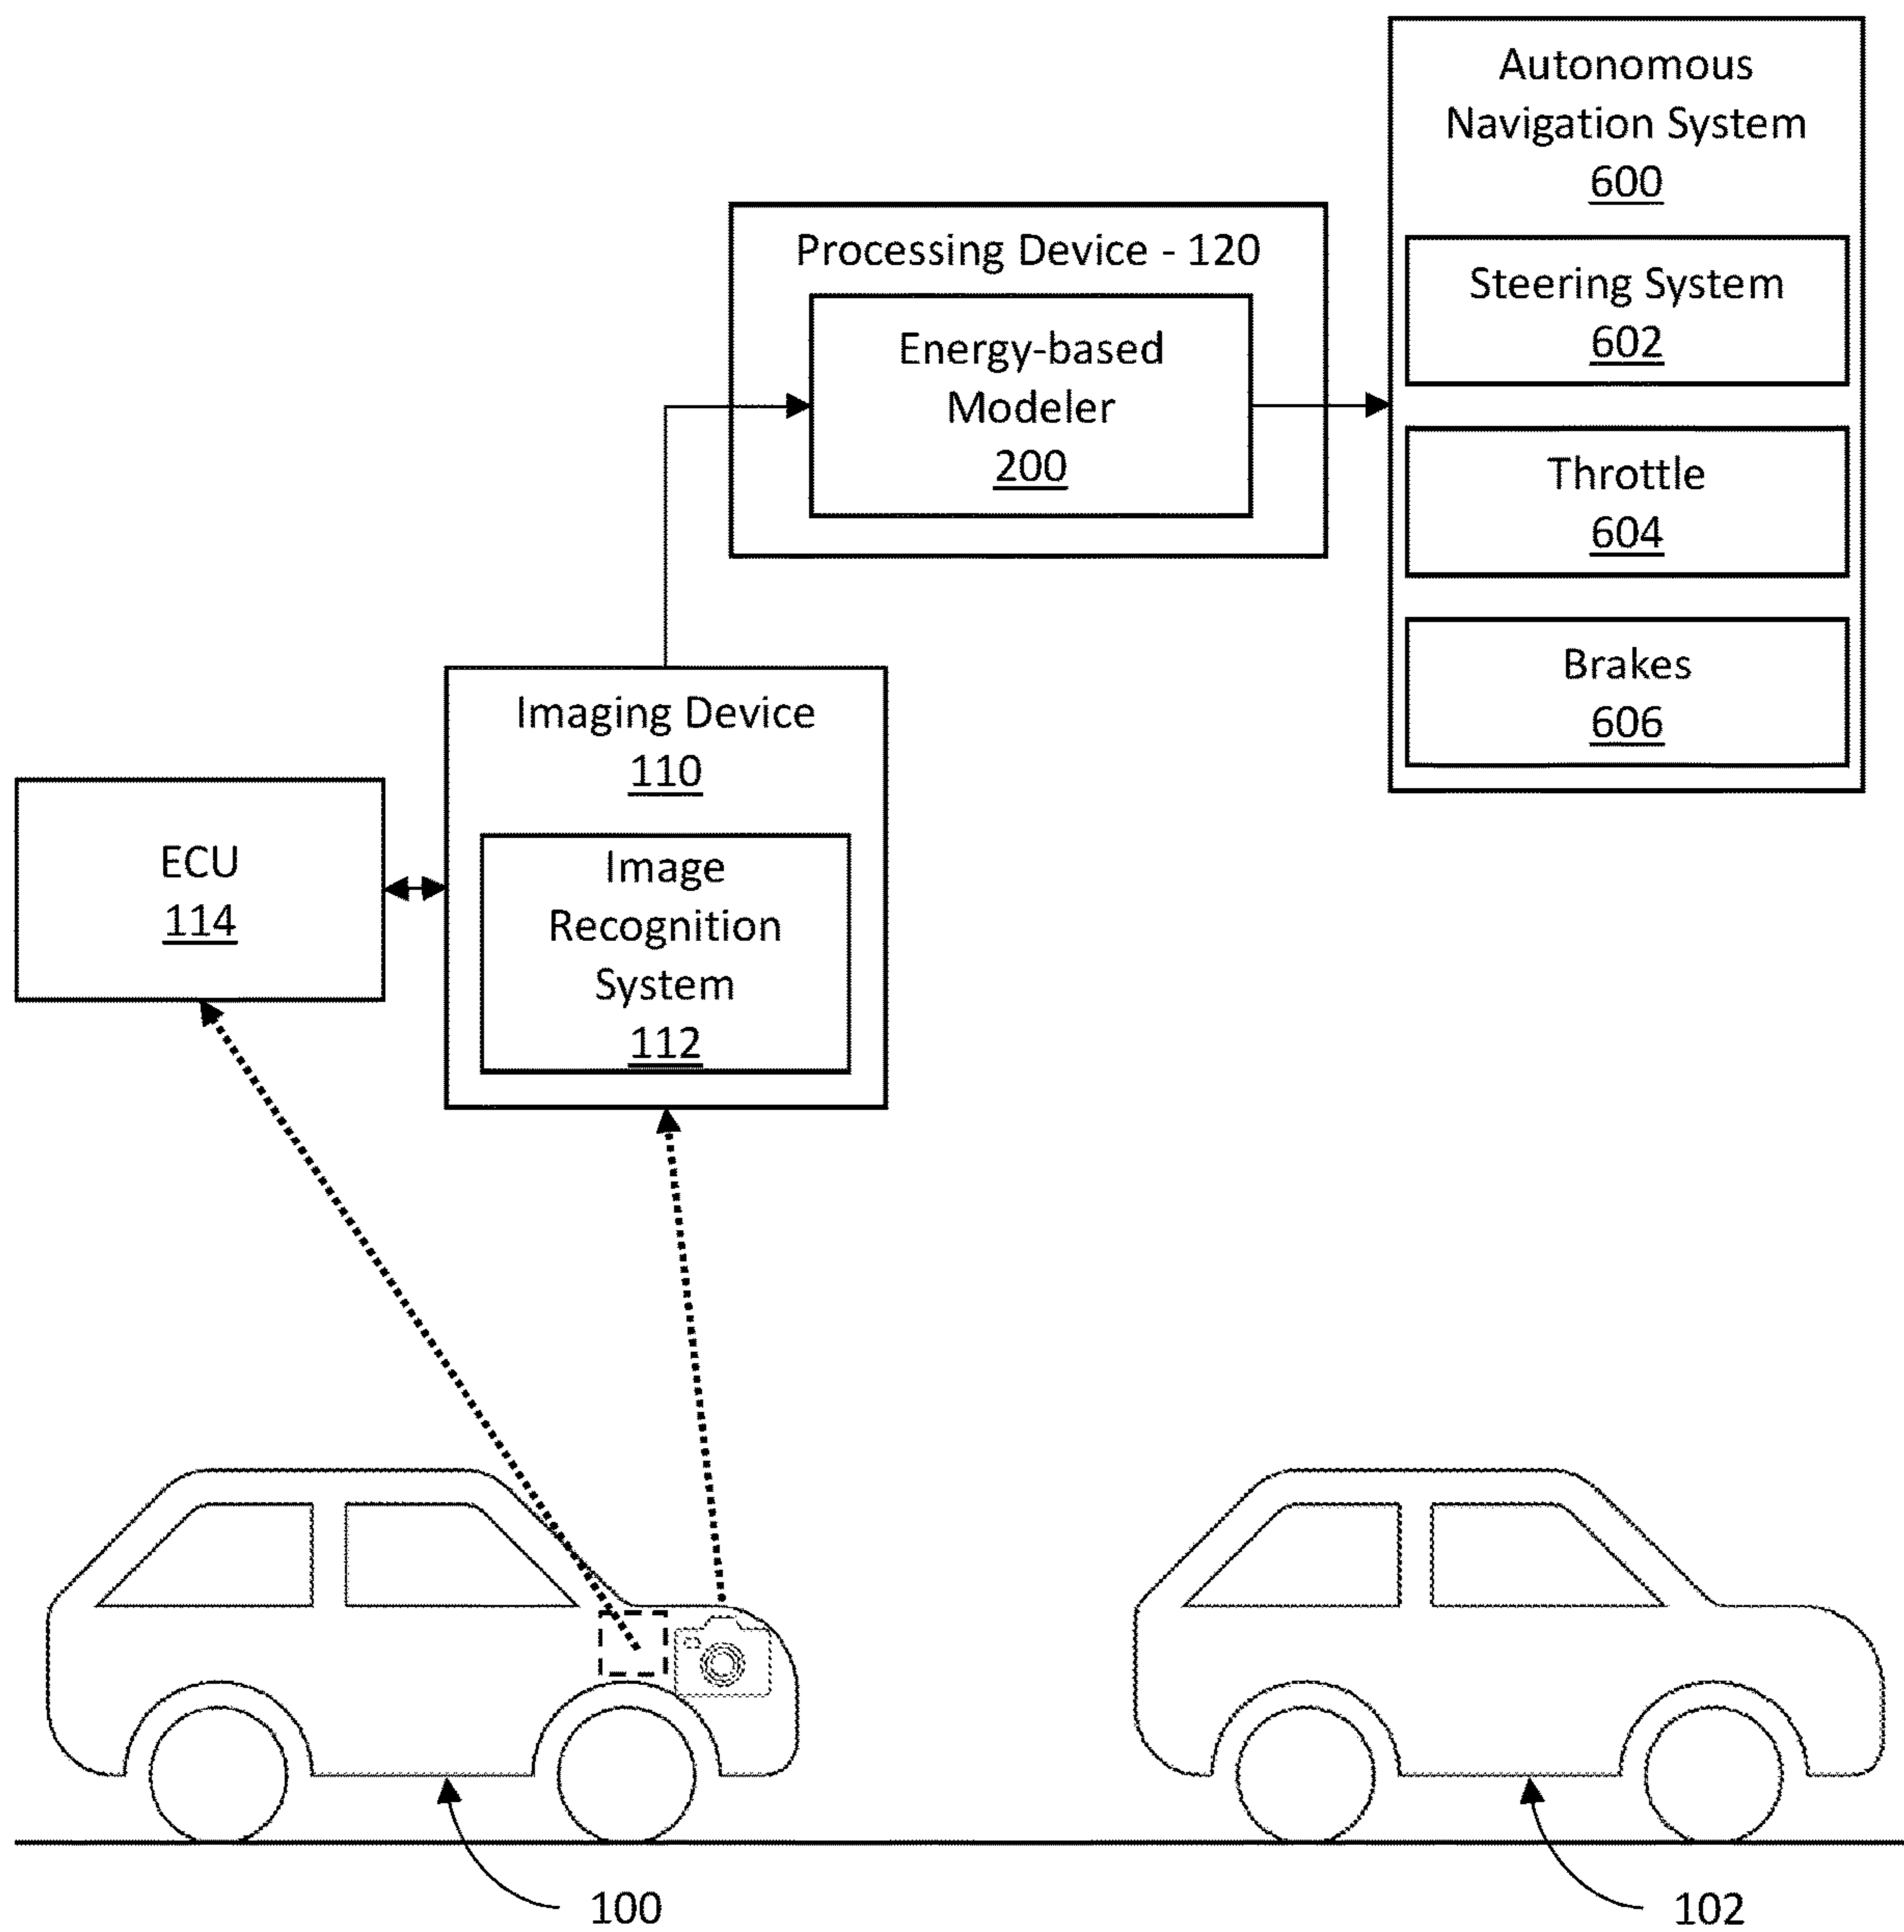 Autonomous
Navigation System
600
Steering System
602
Throttle
604
Brakes
606
Processing Device - 120
Energy-based
Modeler
200
Imaging Device
110
Image
Recognition
System
112
ECU
114
100
102